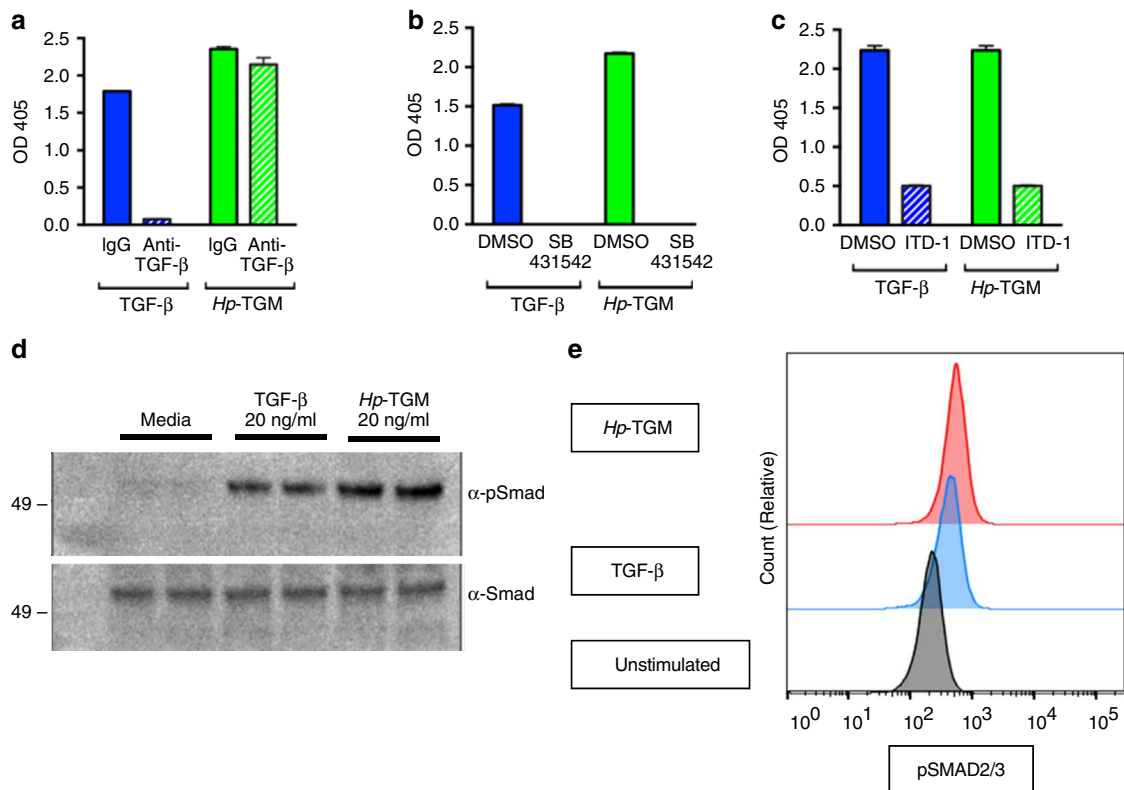 a
2.5
2.0
1.5
1.0
0.5
0.0
OD 405
IgG Anti-TGF-β IgG Anti-TGF-β
TGF-β Hp-TGM
b
2.5
2.0
1.5
1.0
0.5
0.0
OD 405
DMSO SB 431542 DMSO SB 431542
TGF-β Hp-TGM
c
2.5
2.0
1.5
1.0
0.5
0.0
OD 405
DMSO ITD-1 DMSO ITD-1
TGF-β Hp-TGM
d
Media
TGF-β
20 ng/ml
Hp-TGM
20 ng/ml
49 –
α-pSmad
49 –
α-Smad
e
Hp-TGM
TGF-β
Unstimulated
Count (Relative)
10⁰ 10¹ 10² 10³ 10⁴ 10⁵
pSMAD2/3